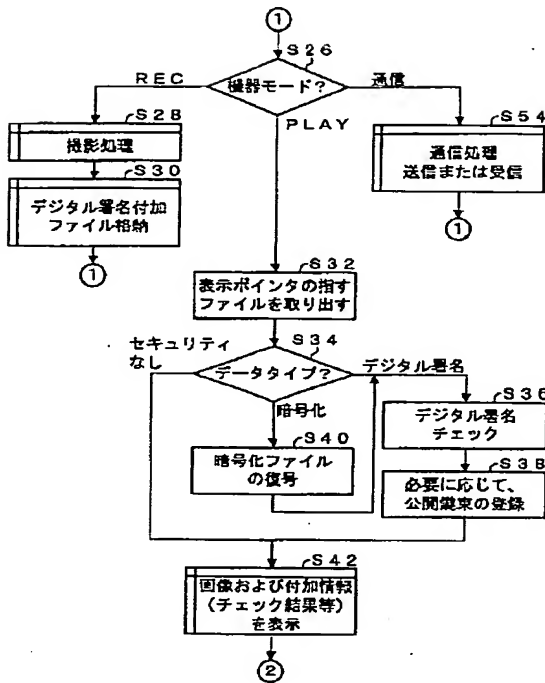 ①
S26
機器モード?
REC
通信
PLAY
S28
撮影処理
S30
デジタル署名付加
ファイル格納
①
S54
通信処理
送信または受信
①
S32
表示ポインタの指す
ファイルを取り出す
S34
データタイプ?
セキュリティ
なし
デジタル署名
暗号化
S36
デジタル署名
チェック
S40
暗号化ファイル
の復号
S38
必要に応じて、
公開鍵束の登録
S42
画像および付加情報
(チェック結果等)
を表示
②